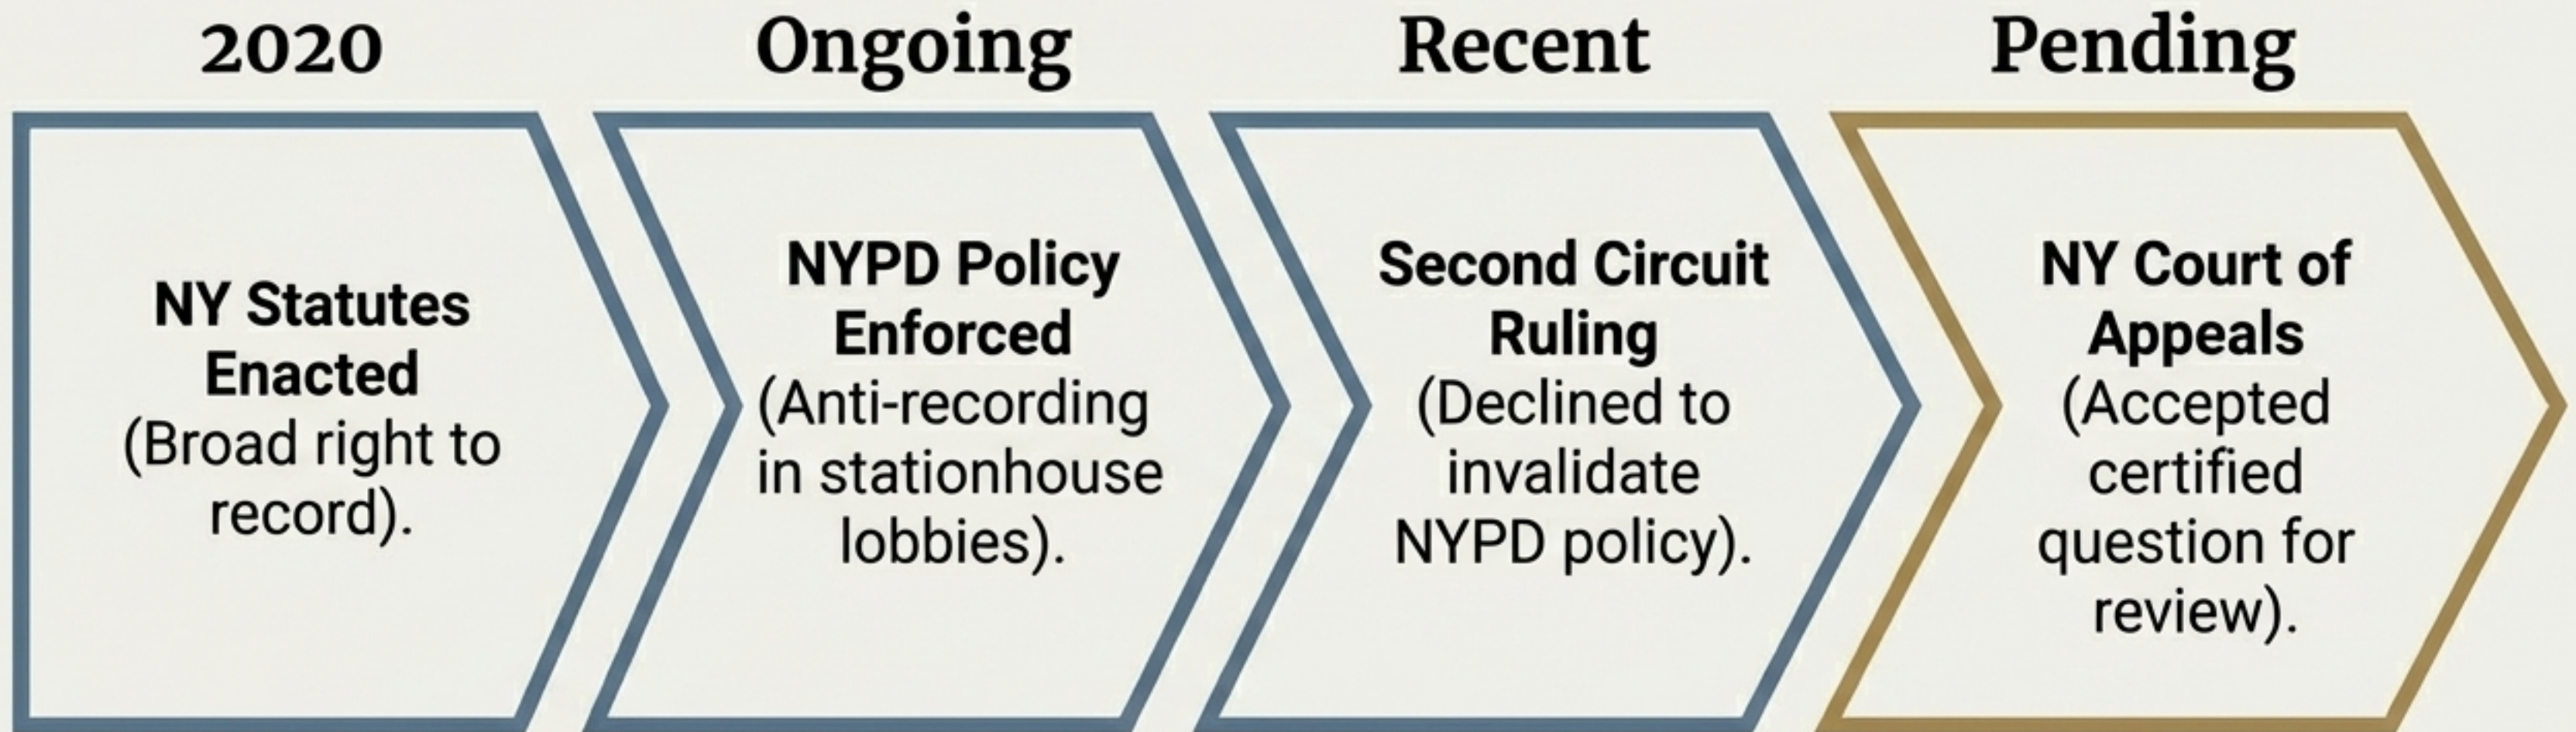 2020
NY Statutes
Enacted
(Broad right to
record).
Ongoing
NYPD Policy
Enforced
(Anti-recording
in stationhouse
lobbies).
Recent
Second Circuit
Ruling
(Declined to
invalidate
NYPD policy).
Pending
NY Court of
Appeals
(Accepted
certified
question for
review).